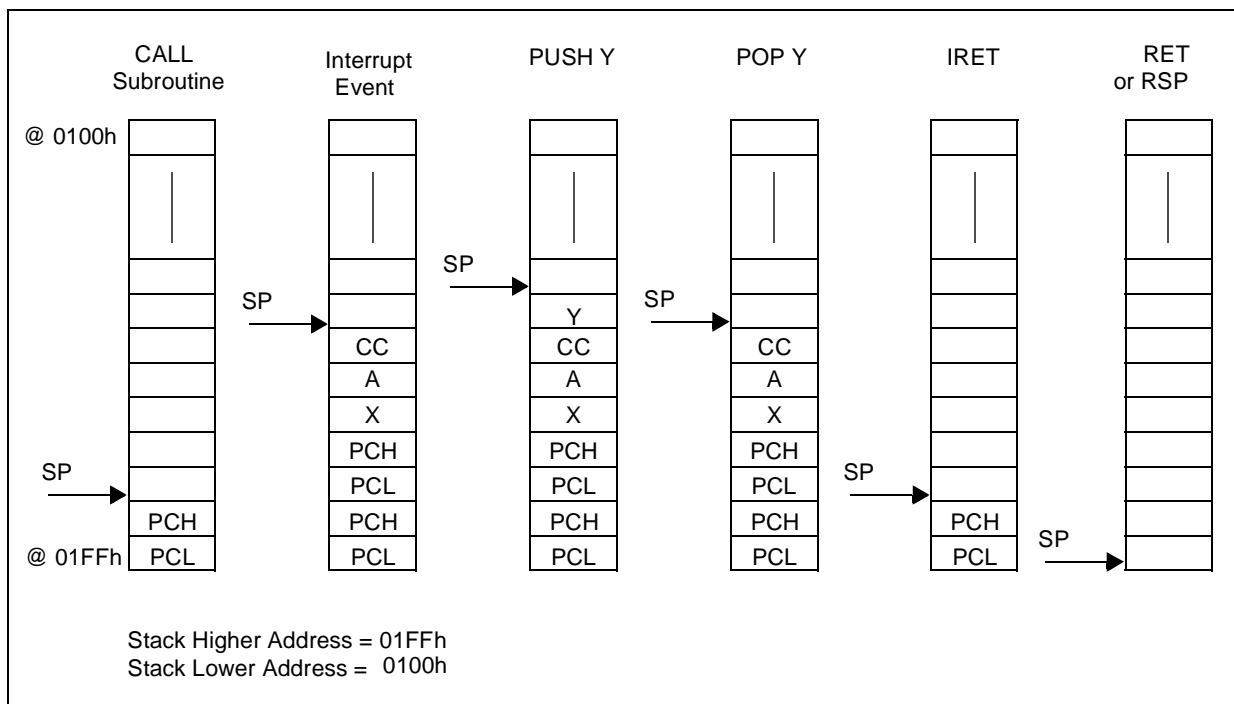 CALL
Subroutine
Interrupt
Event
PUSH Y
POP Y
IRET
RET
or RSP
@ 0100h
SP
SP
SP
Y
CC
CC
CC
A
A
A
X
X
X
PCH
PCH
PCH
SP
PCL
PCL
PCL
SP
PCH
PCH
PCH
PCH
PCH
@ 01FFh
PCL
PCL
PCL
PCL
PCL
SP
Stack Higher Address = 01FFh
Stack Lower Address = 0100h